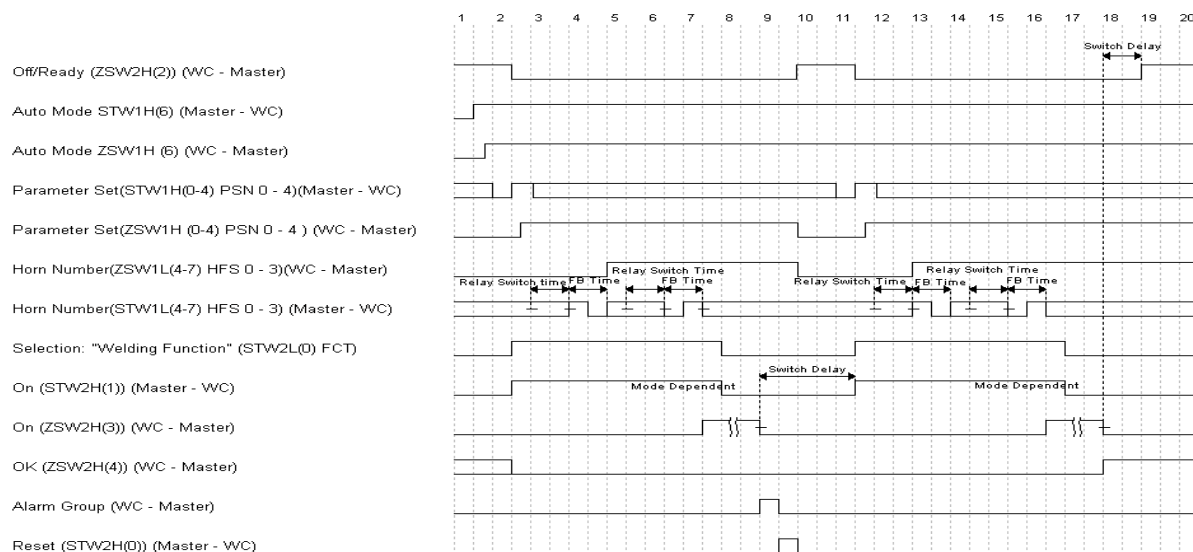 1 2 3 4 5 6 7 8 9 10 11 12 13 14 15 16 17 18 19 20
Switch Delay
Off/Ready (ZSW2H(2)) (WC - Master)
Auto Mode STW1H(6) (Master - WC)
Auto Mode ZSW1H (6) (WC - Master)
Parameter Set(STW1H(0-4) PSN 0 - 4)(Master - WC)
Parameter Set(ZSW1H (0-4) PSN 0 - 4 ) (WC - Master)
Horn Number(ZSW1L(4-7) HFS 0 - 3)(WC - Master)
Relay Switch Time Relay Switch Time
Relay Switch time FB Time FB Time Relay Switch Time FB Time FB Time
Horn Number(STW1L(4-7) HFS 0 - 3) (Master - WC)
Selection: "Welding Function" (STW2L(0) FCT)
Switch Delay
On (STW2H(1)) (Master - WC) Mode Dependent Mode Dependent
On (ZSW2H(3)) (WC - Master)
OK (ZSW2H(4)) (WC - Master)
Alarm Group (WC - Master)
Reset (STW2H(0)) (Master - WC)